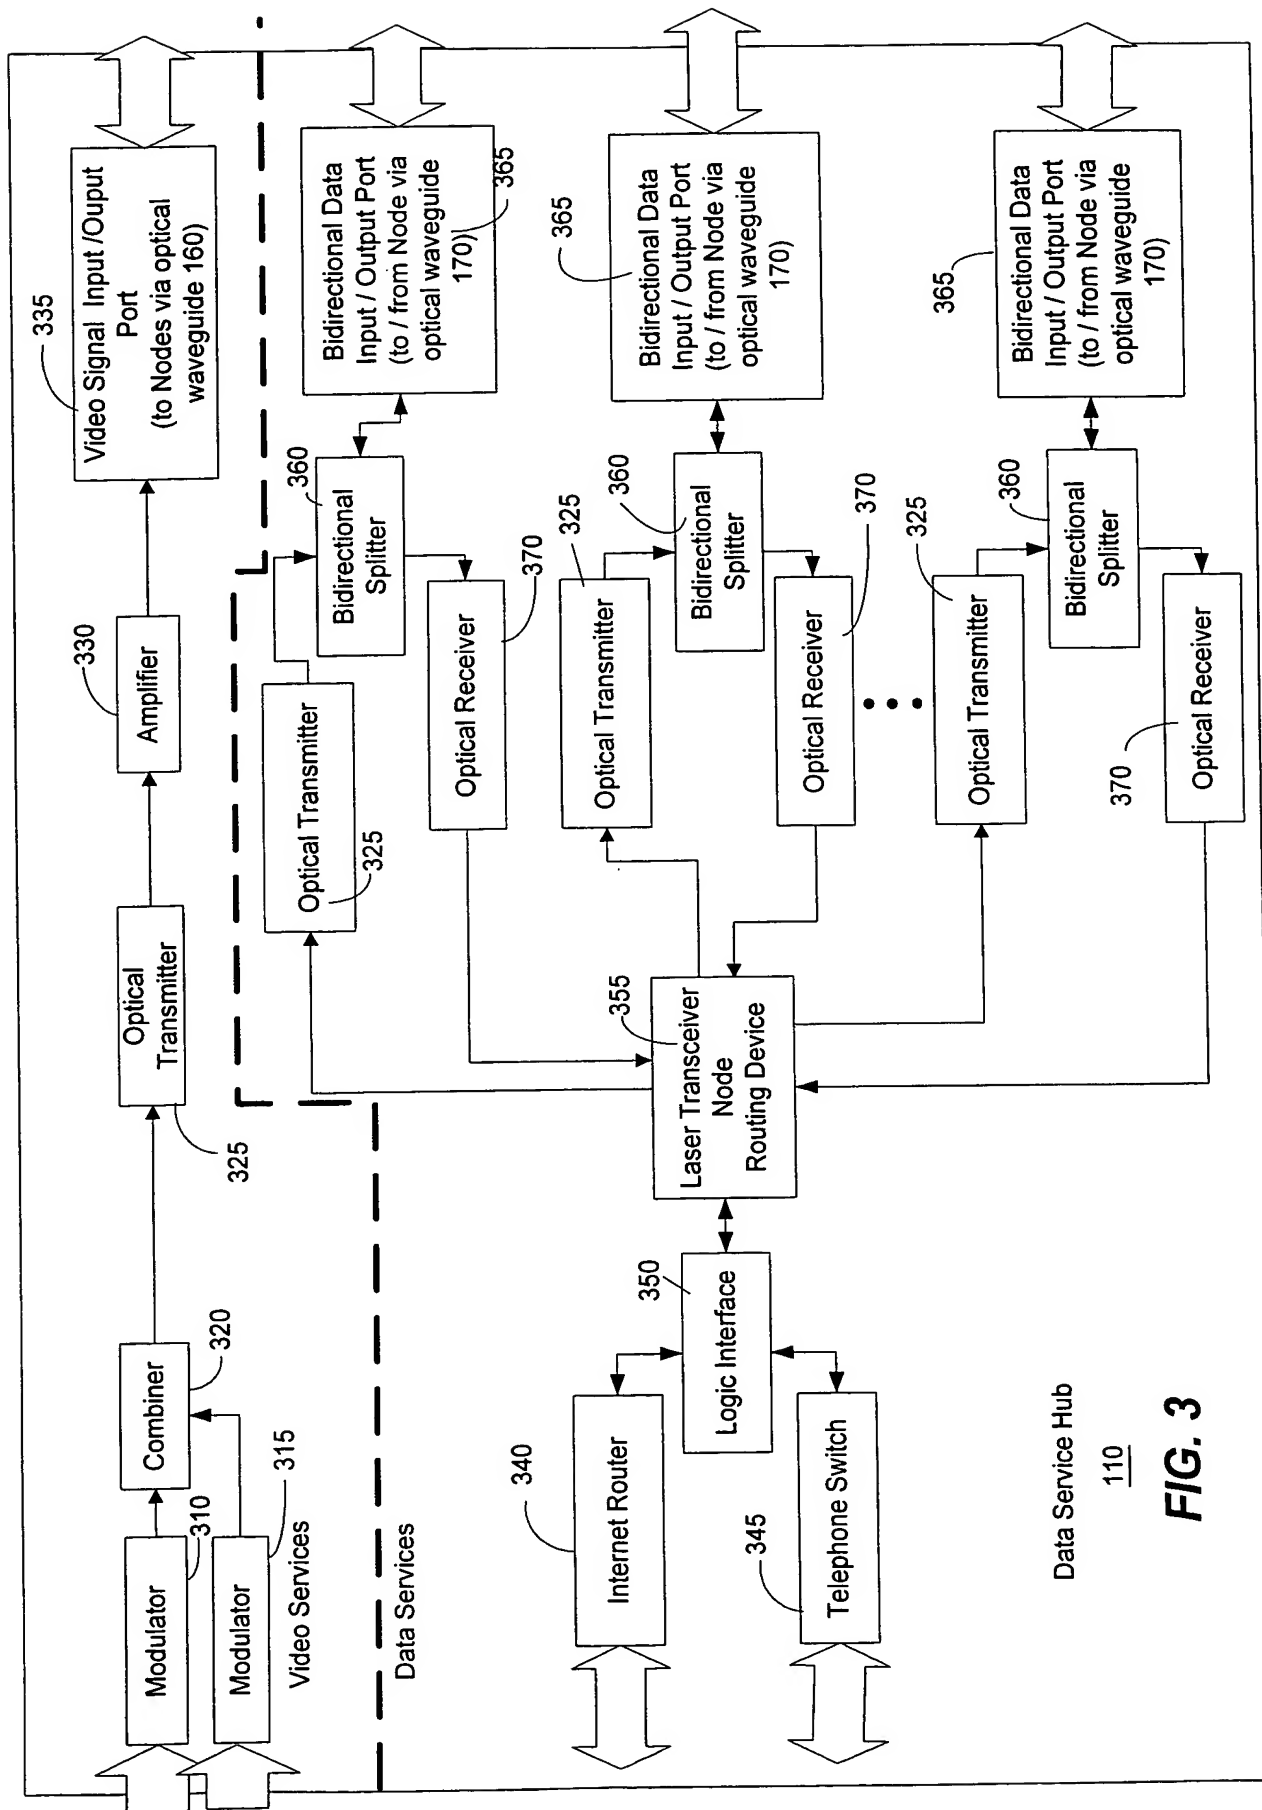 335
Video Signal Input /Ouput
Port
(to Nodes via optical
waveguide 160)
330
Amplifier
Optical
Transmitter
325
320
Combiner
310
Modulator
315
Modulator
Video Services
Data Services
Bidirectional Data
Input / Output Port
(to / from Node via
optical waveguide
170)
365
360
Bidirectional
Splitter
370
Optical Receiver
Optical Transmitter
325
365
Bidirectional Data
Input / Output Port
(to / from Node via
optical waveguide
170)
360
Bidirectional
Splitter
325
Optical Transmitter
370
Optical Receiver
365
Bidirectional Data
Input / Output Port
(to / from Node via
optical waveguide
170)
360
Bidirectional
Splitter
325
Optical Transmitter
370
Optical Receiver
355
Laser Transceiver
Node
Routing Device
350
Logic Interface
340
Internet Router
345
Telephone Switch
Data Service Hub
110
FIG. 3